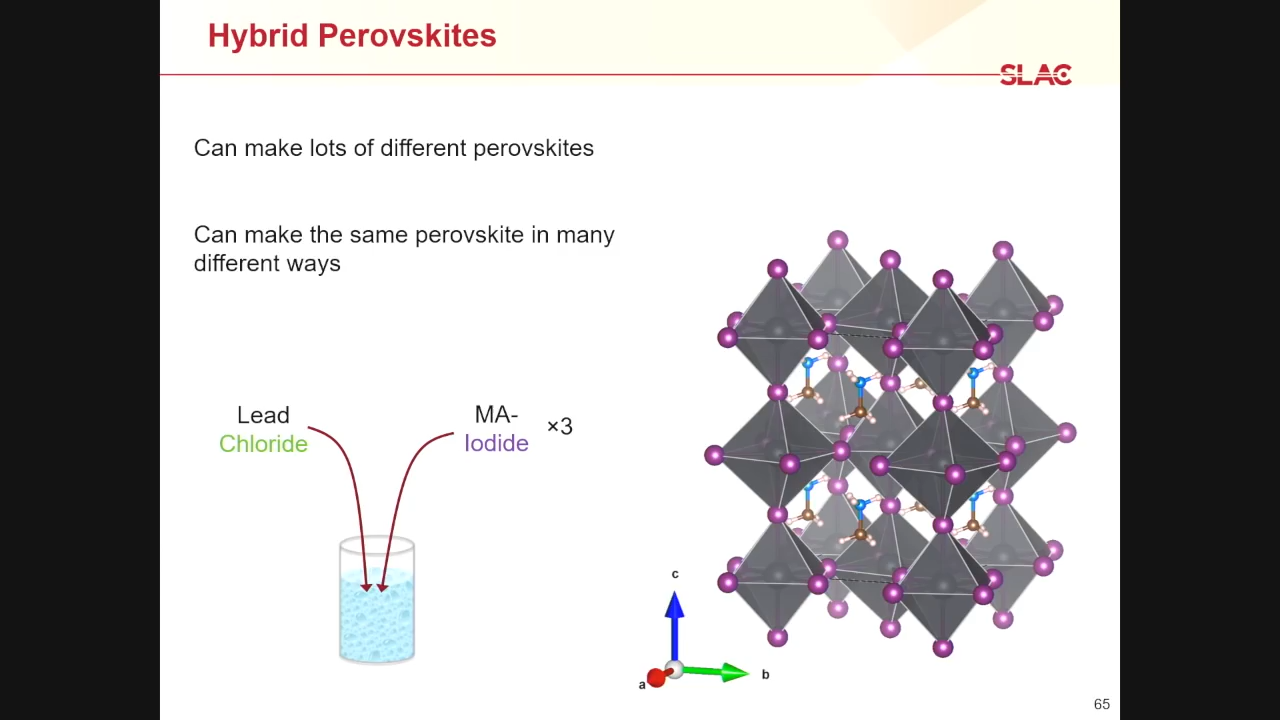 Hybrid Perovskites
SLAC
Can make lots of different perovskites
Can make the same perovskite in many
different ways
Lead
Chloride
MA-
Iodide
×3
c
b
a
65